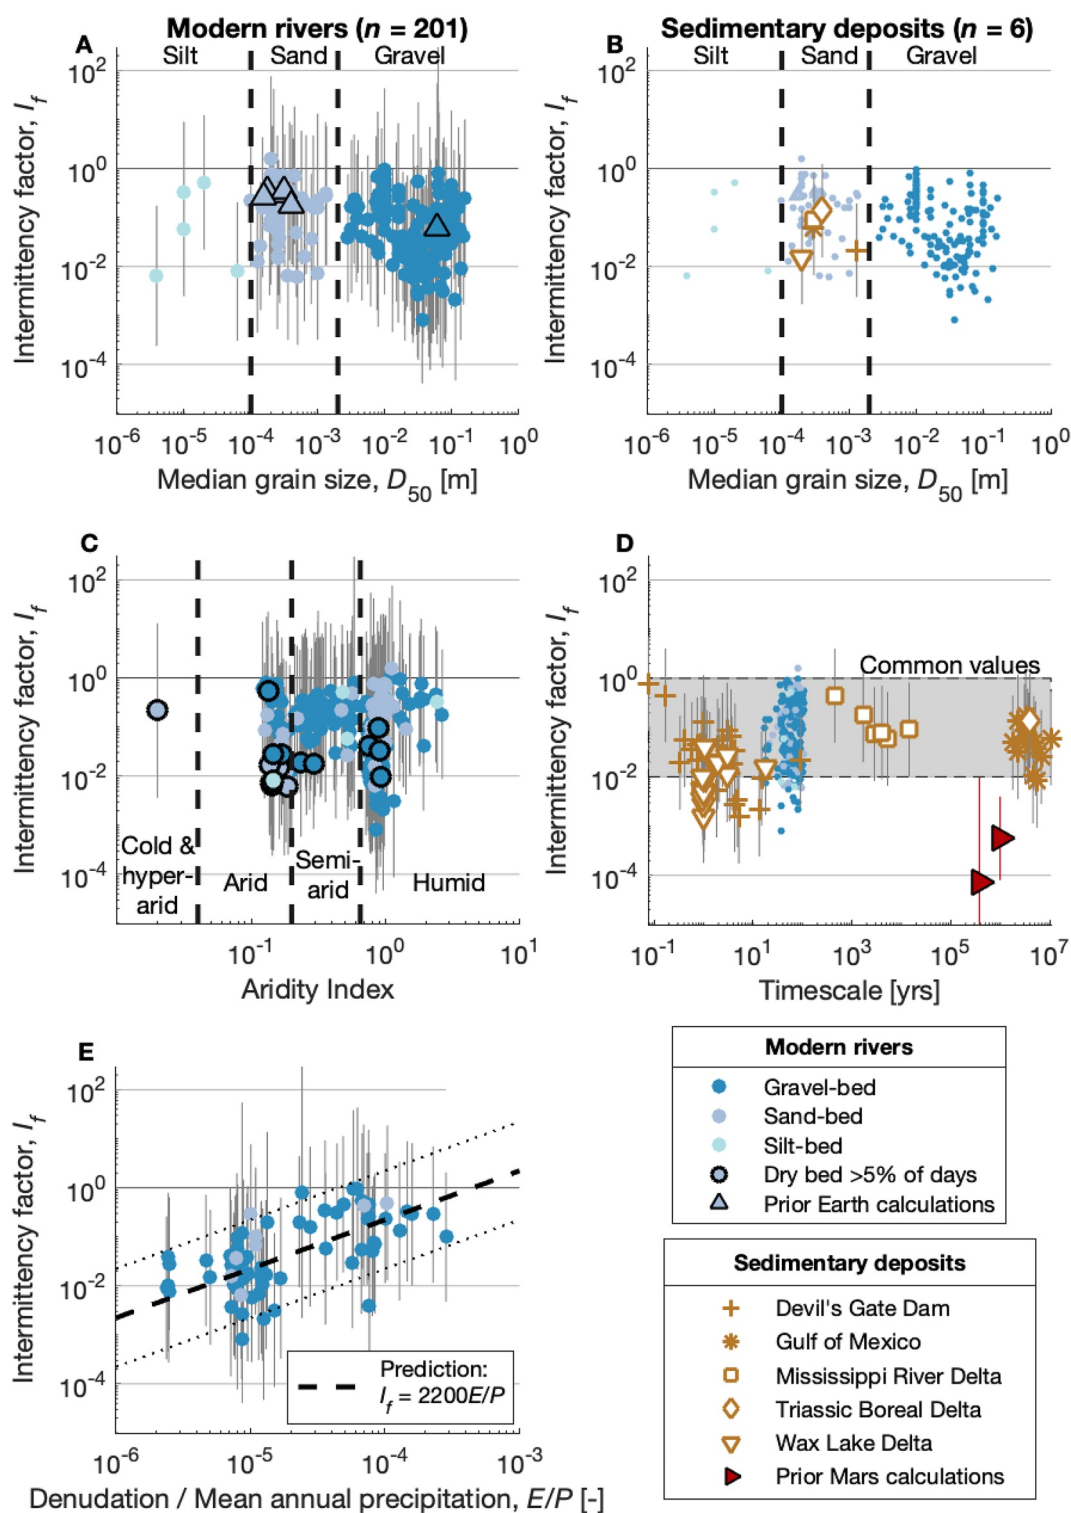 Modern rivers (n = 201)
A
Silt Sand Gravel
10^2
10^0
10^-2
10^-4
Intermittency factor, I_f
10^-6 10^-5 10^-4 10^-3 10^-2 10^-1 10^0
Median grain size, D_50 [m]
Sedimentary deposits (n = 6)
B
Silt Sand Gravel
10^2
10^0
10^-2
10^-4
Intermittency factor, I_f
10^-6 10^-5 10^-4 10^-3 10^-2 10^-1 10^0
Median grain size, D_50 [m]
C
10^2
10^0
10^-2
10^-4
Intermittency factor, I_f
Cold &
hyper-
arid
Arid
Semi-
arid
Humid
10^-1 10^0 10^1
Aridity Index
D
10^2
10^0
10^-2
10^-4
Intermittency factor, I_f
Common values
10^-1 10^1 10^3 10^5 10^7
Timescale [yrs]
E
10^2
10^0
10^-2
10^-4
Intermittency factor, I_f
Prediction:
I_f = 2200E/P
10^-6 10^-5 10^-4 10^-3
Denudation / Mean annual precipitation, E/P [-]
Modern rivers
Gravel-bed
Sand-bed
Silt-bed
Dry bed >5% of days
Prior Earth calculations
Sedimentary deposits
Devil's Gate Dam
Gulf of Mexico
Mississippi River Delta
Triassic Boreal Delta
Wax Lake Delta
Prior Mars calculations